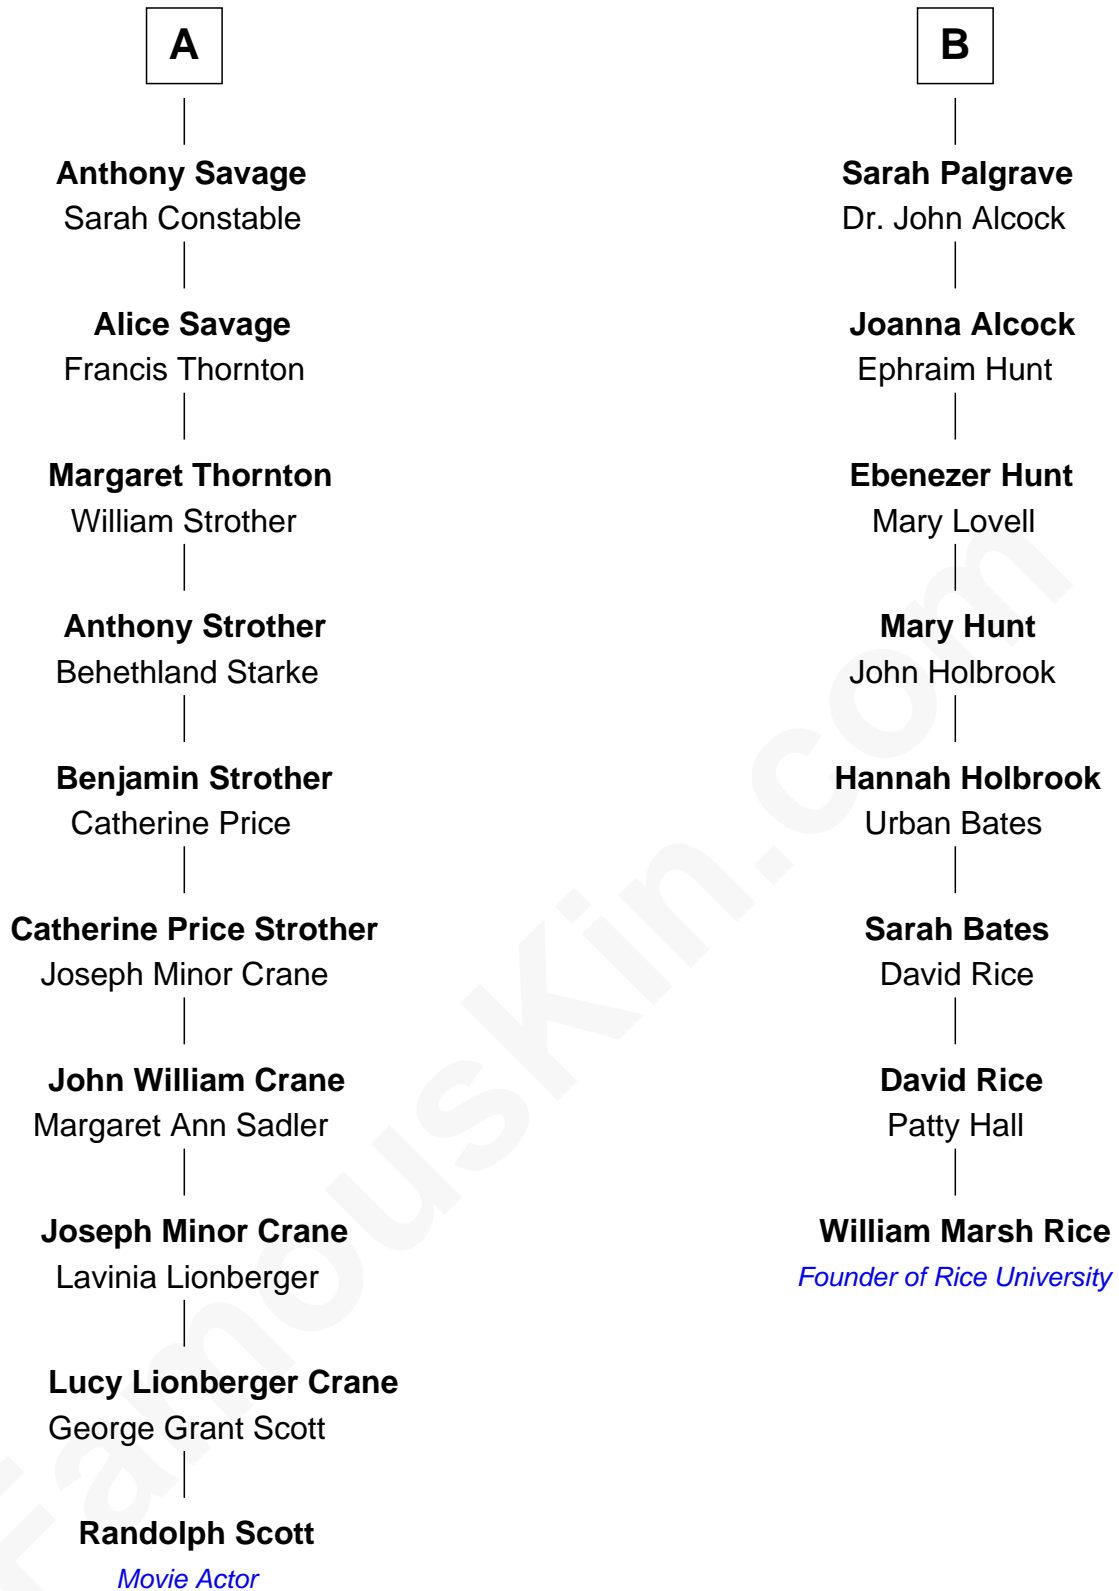 A
Anthony Savage
Sarah Constable
Alice Savage
Francis Thornton
Margaret Thornton
William Strother
Anthony Strother
Behethland Starke
Benjamin Strother
Catherine Price
Catherine Price Strother
Joseph Minor Crane
John William Crane
Margaret Ann Sadler
Joseph Minor Crane
Lavinia Lionberger
Lucy Lionberger Crane
George Grant Scott
Randolph Scott
Movie Actor
B
Sarah Palgrave
Dr. John Alcock
Joanna Alcock
Ephraim Hunt
Ebenezer Hunt
Mary Lovell
Mary Hunt
John Holbrook
Hannah Holbrook
Urban Bates
Sarah Bates
David Rice
David Rice
Patty Hall
William Marsh Rice
Founder of Rice University
FamousKin.com